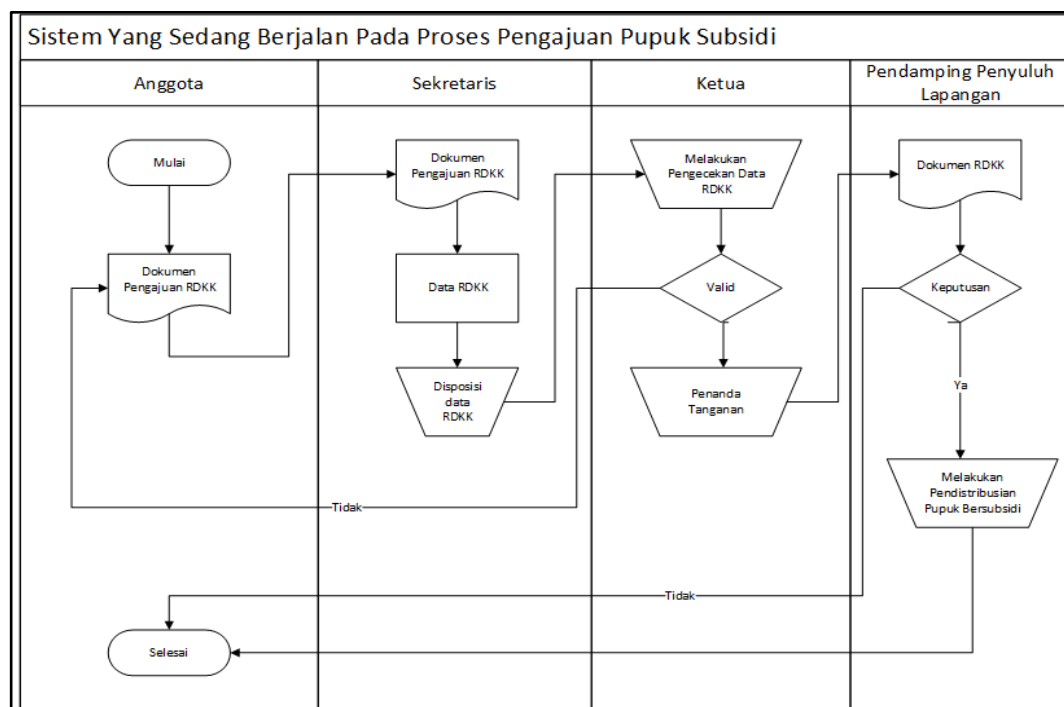 Sistem Yang Sedang Berjalan Pada Proses Pengajuan Pupuk Subsidi
Anggota
Sekretaris
Ketua
Pendamping Penyuluh
Lapangan
Mulai
Dokumen
Pengajuan RDKK
Dokumen
Pengajuan RDKK
Data RDKK
Disposisi
data
RDKK
Melakukan
Pengecekan Data
RDKK
Valid
Penanda
Tanganan
Dokumen RDKK
Keputusan
Ya
Melakukan
Pendistribusian
Pupuk Bersubsidi
Tidak
Tidak
Selesai